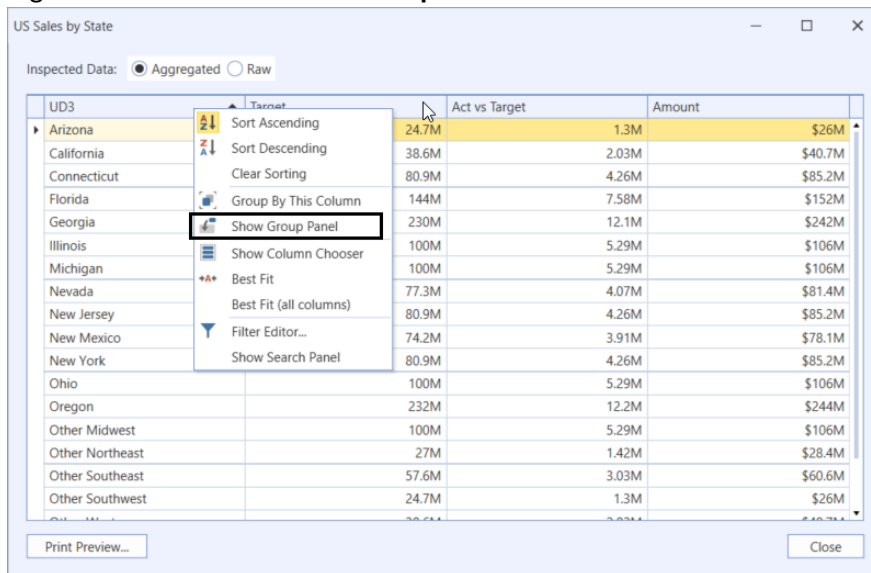 US Sales by State
Inspected Data: Aggregated Raw
UD3 Target Act vs Target Amount
Arizona 24.7M 1.3M $26M
California 38.6M 2.03M $40.7M
Connecticut 80.9M 4.26M $85.2M
Florida 144M 7.58M $152M
Georgia 230M 12.1M $242M
Illinois 100M 5.29M $106M
Michigan 100M 5.29M $106M
Nevada 77.3M 4.07M $81.4M
New Jersey 80.9M 4.26M $85.2M
New Mexico 74.2M 3.91M $78.1M
New York 80.9M 4.26M $85.2M
Ohio 100M 5.29M $106M
Oregon 232M 12.2M $244M
Other Midwest 100M 5.29M $106M
Other Northeast 27M 1.42M $28.4M
Other Southeast 57.6M 3.03M $60.6M
Other Southwest 24.7M 1.3M $26M
Sort Ascending
Sort Descending
Clear Sorting
Group By This Column
Show Group Panel
Show Column Chooser
Best Fit
Best Fit (all columns)
Filter Editor...
Show Search Panel
Print Preview... Close